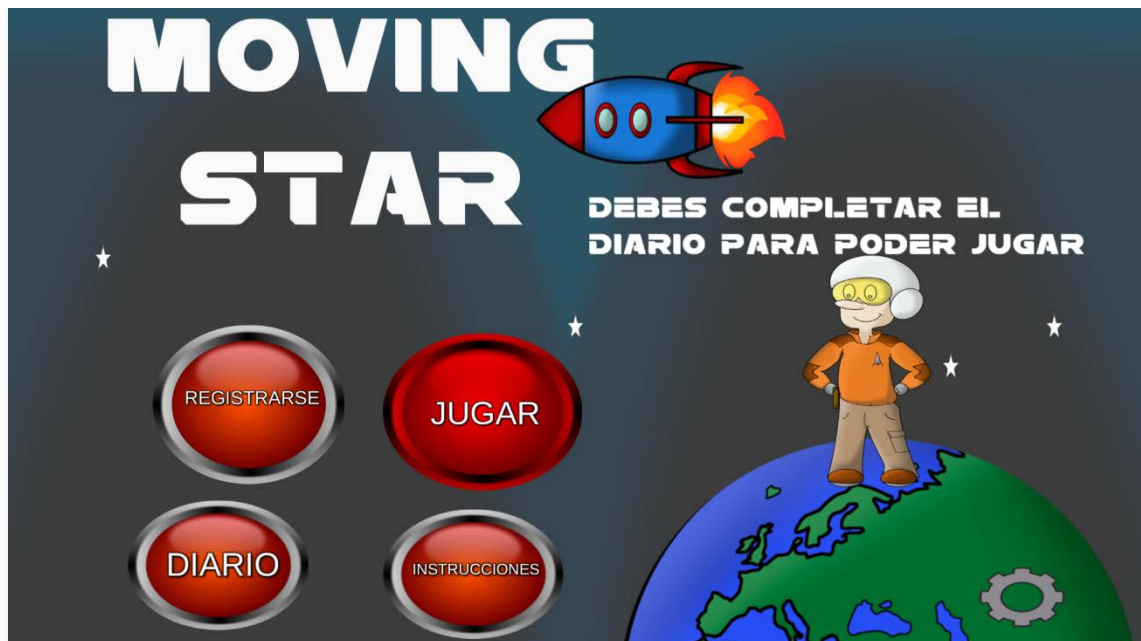 MOVING
STAR
DEBES COMPLETAR EL
DIARIO PARA PODER JUGAR
REGISTRARSE
JUGAR
DIARIO
INSTRUCCIONES